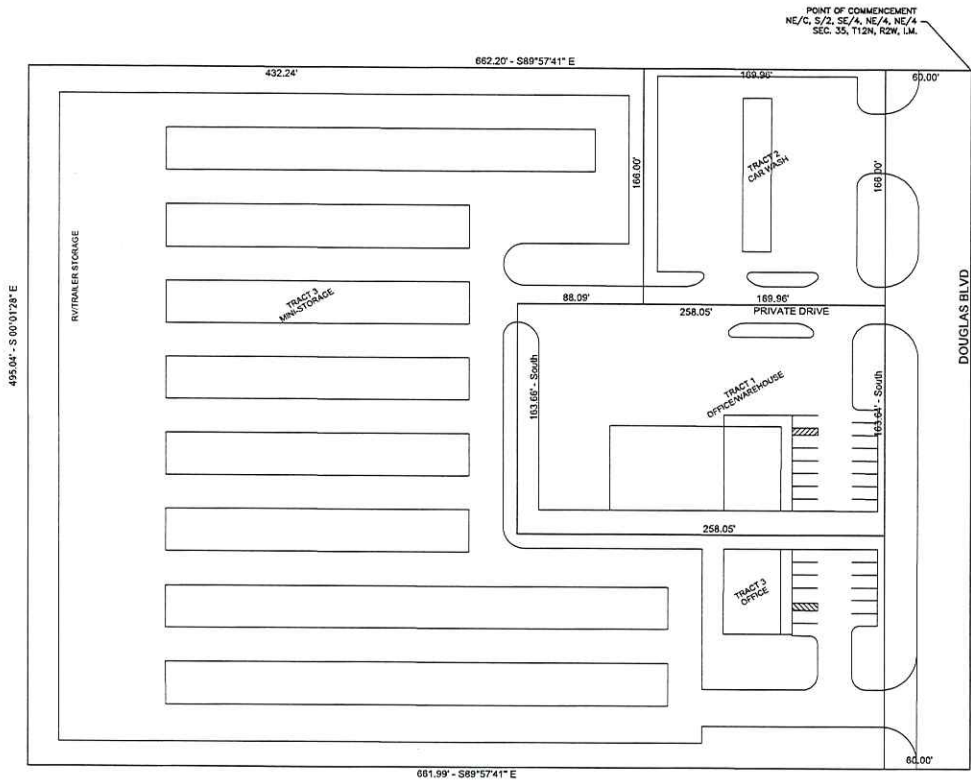 POINT OF COMMENCEMENT
NE/C, S/2, SE/4, NE/4, NE/4
SEC. 35, T12N, R2W, I.M.
662.20' - S89°57'41" E
432.24'
169.96'
60.00'
166.00'
TRACT 2
CAR WASH
166.00'
RV/TRAILER STORAGE
495.04' - S 00°01'28" E
TRACT 3
MINI-STORAGE
88.09'
169.96'
258.05'
PRIVATE DRIVE
DOUGLAS BLVD
163.66' - South
TRACT 1
OFFICE/WAREHOUSE
163.64' - South
258.05'
TRACT 3
OFFICE
60.00'
661.99' - S89°57'41" E